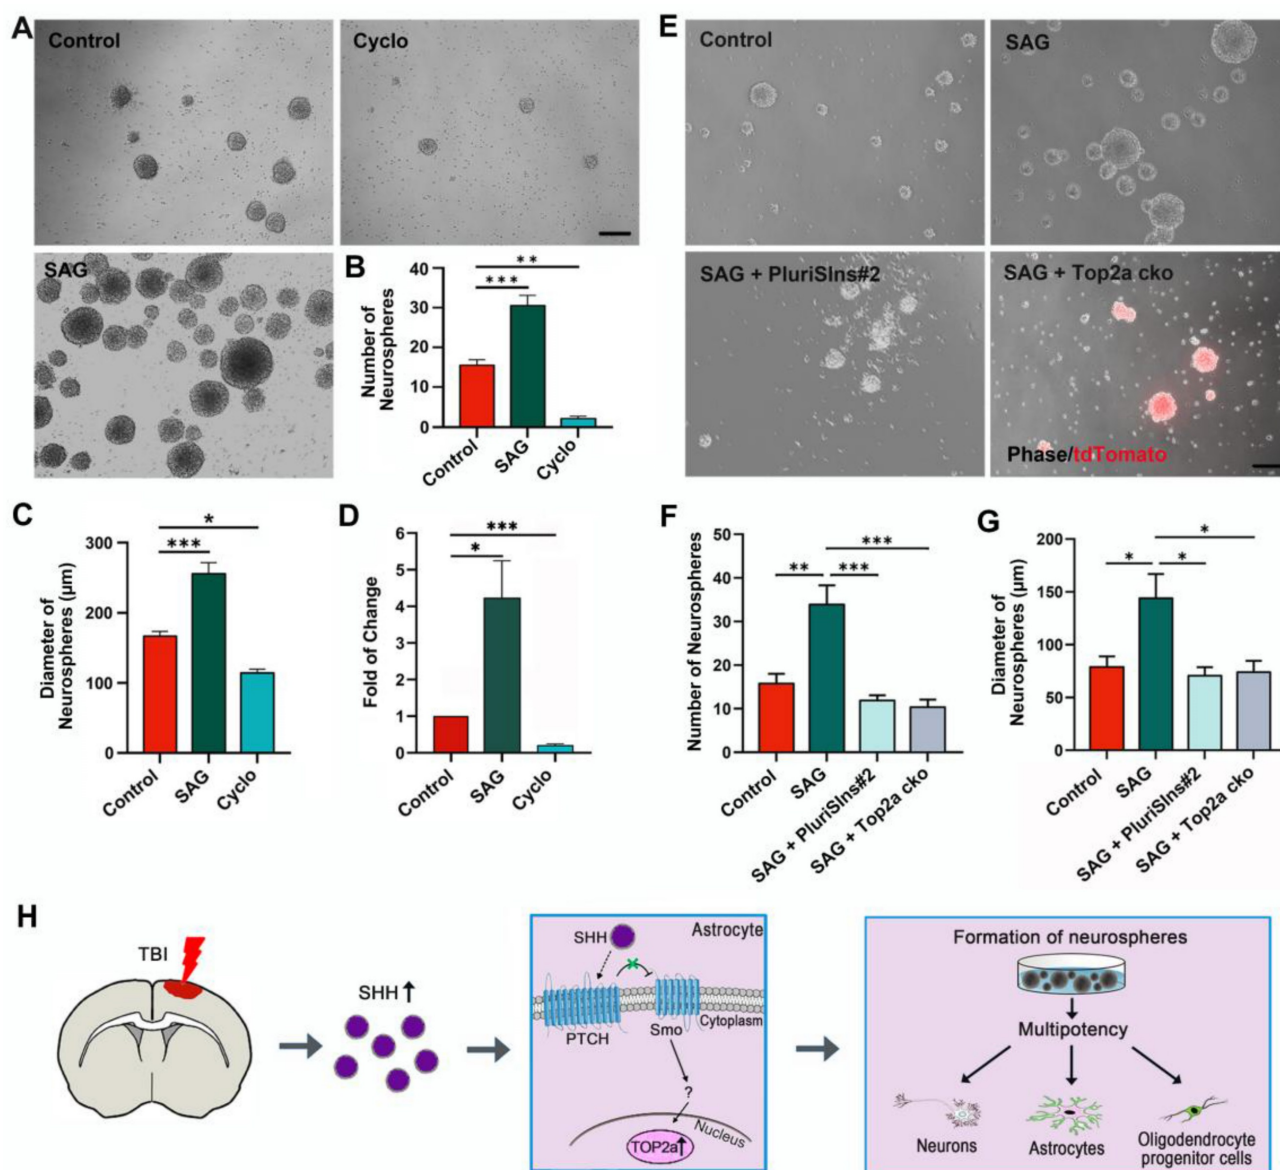 A
Control
Cyclo
SAG
B
Number of
Neurospheres
40
30
20
10
0
**
***
Control
SAG
Cyclo
C
Diameter of
Neurospheres (μm)
300
200
100
0
*
***
Control
SAG
Cyclo
D
Fold of Change
6
5
4
3
2
1
0
***
*
Control
SAG
Cyclo
E
Control
SAG
SAG + PluriSIns#2
SAG + Top2a cko
Phase/tdTomato
F
Number of Neurospheres
50
40
30
20
10
0
***
** ***
Control
SAG
SAG + PluriSIns#2
SAG + Top2a cko
G
Diameter of
Neurospheres (μm)
200
150
100
50
0
*
* *
Control
SAG
SAG + PluriSIns#2
SAG + Top2a cko
H
TBI
SHH
SHH
Astrocyte
PTCH
Smo
Cytoplasm
?
Nucleus
TOP2a
Formation of neurospheres
Multipotency
Neurons
Astrocytes
Oligodendrocyte
progenitor cells